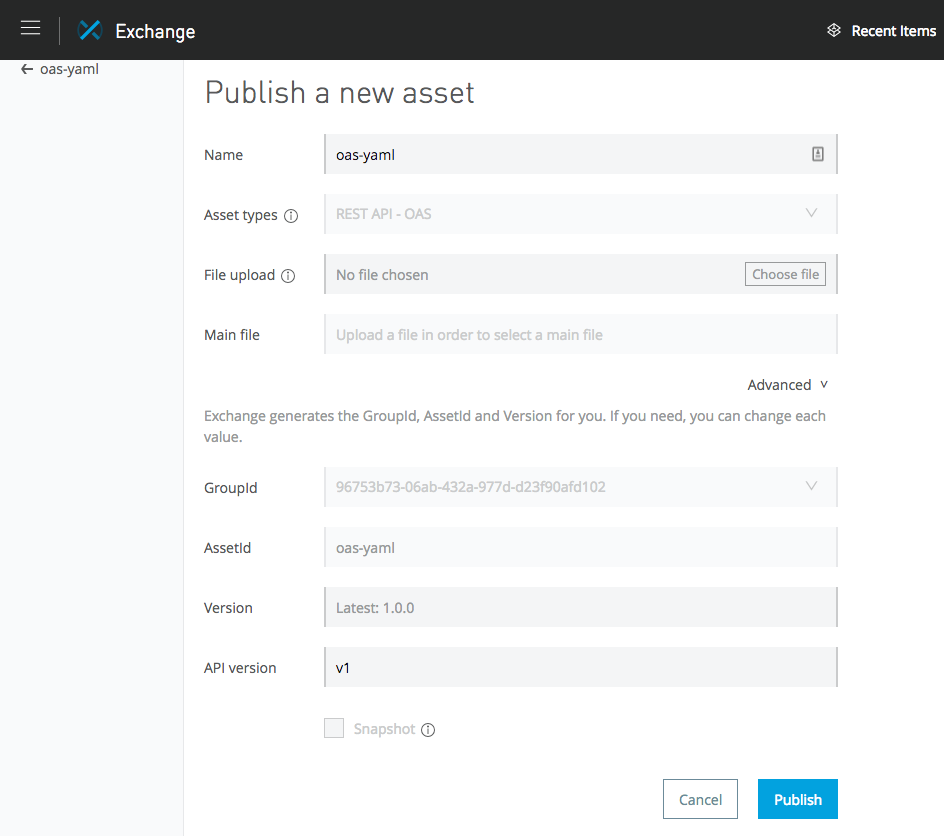 Exchange
Recent Items
oas-yaml
Publish a new asset
Name
oas-yaml
Asset types
REST API - OAS
File upload
No file chosen
Choose file
Main file
Upload a file in order to select a main file
Advanced
Exchange generates the GroupId, AssetId and Version for you. If you need, you can change each
value.
GroupId
96753b73-06ab-432a-977d-d23f90afd102
AssetId
oas-yaml
Version
Latest: 1.0.0
API version
v1
Snapshot
Cancel
Publish